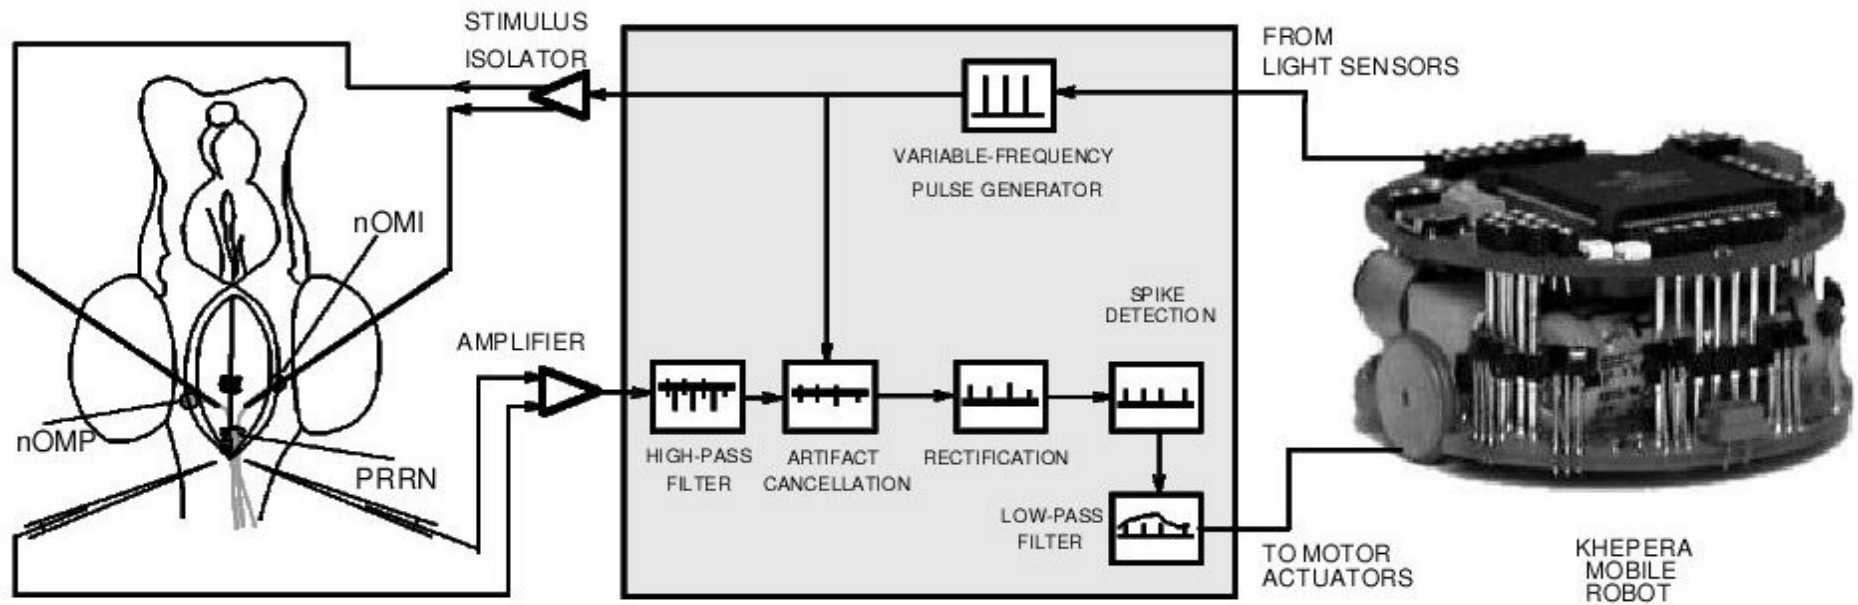 STIMULUS
ISOLATOR
FROM
LIGHT SENSORS
VARIABLE-FREQUENCY
PULSE GENERATOR
nOMI
SPIKE
DETECTION
AMPLIFIER
nOMP
PRRN
HIGH-PASS
FILTER
ARTIFACT
CANCELLATION
RECTIFICATION
LOW-PASS
FILTER
TO MOTOR
ACTUATORS
KHEPERA
MOBILE
ROBOT